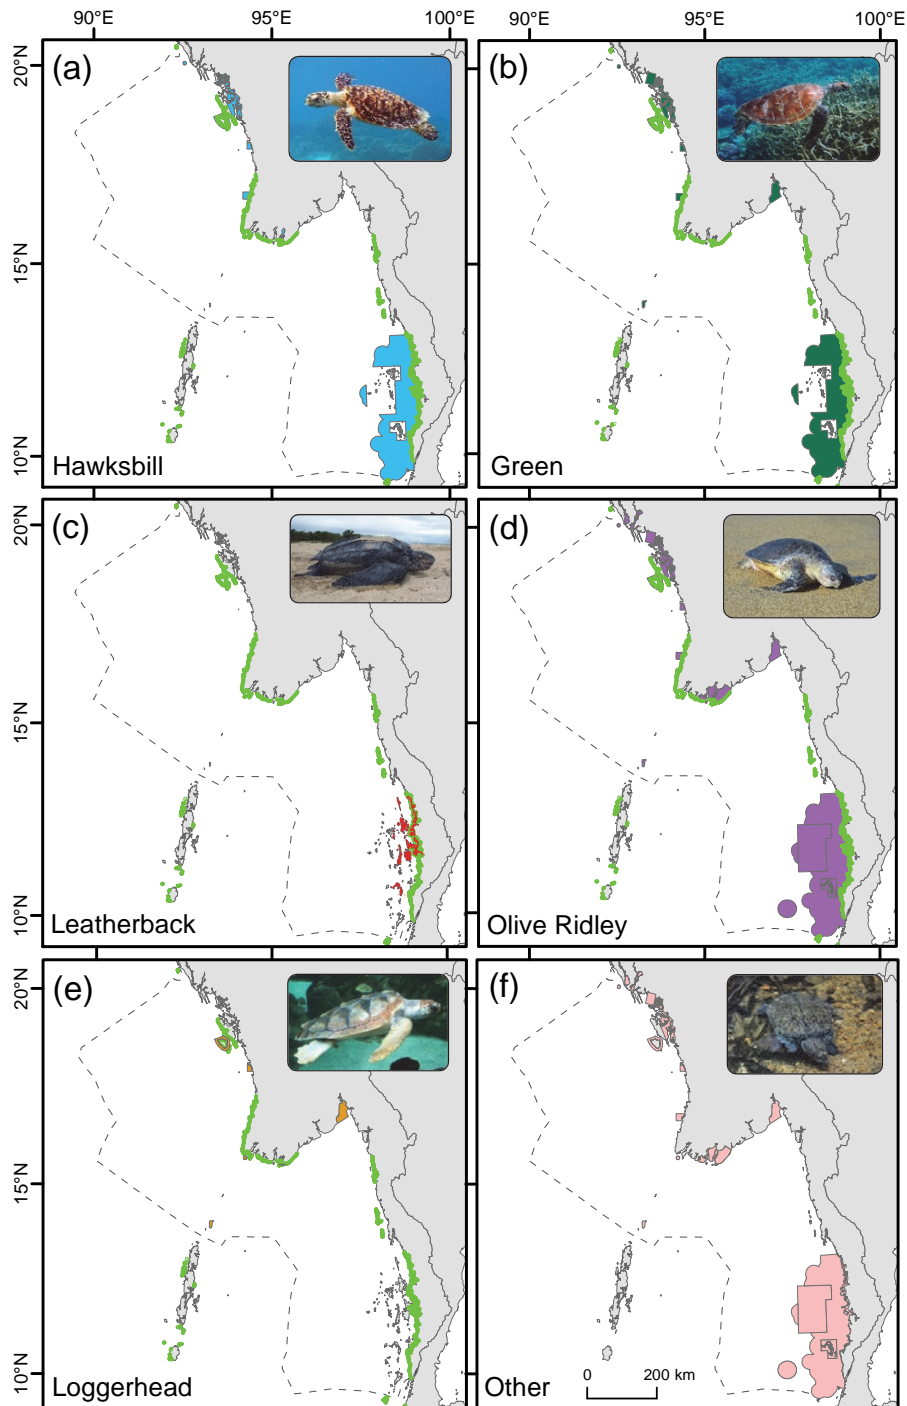 90°E 95°E 100°E 90°E 95°E 100°E
20°N (a) (b)
15°N
10°N
Hawksbill Green
20°N (c) (d)
15°N
10°N
Leatherback Olive Ridley
20°N (e) (f)
15°N
10°N
0 200 km
Loggerhead Other